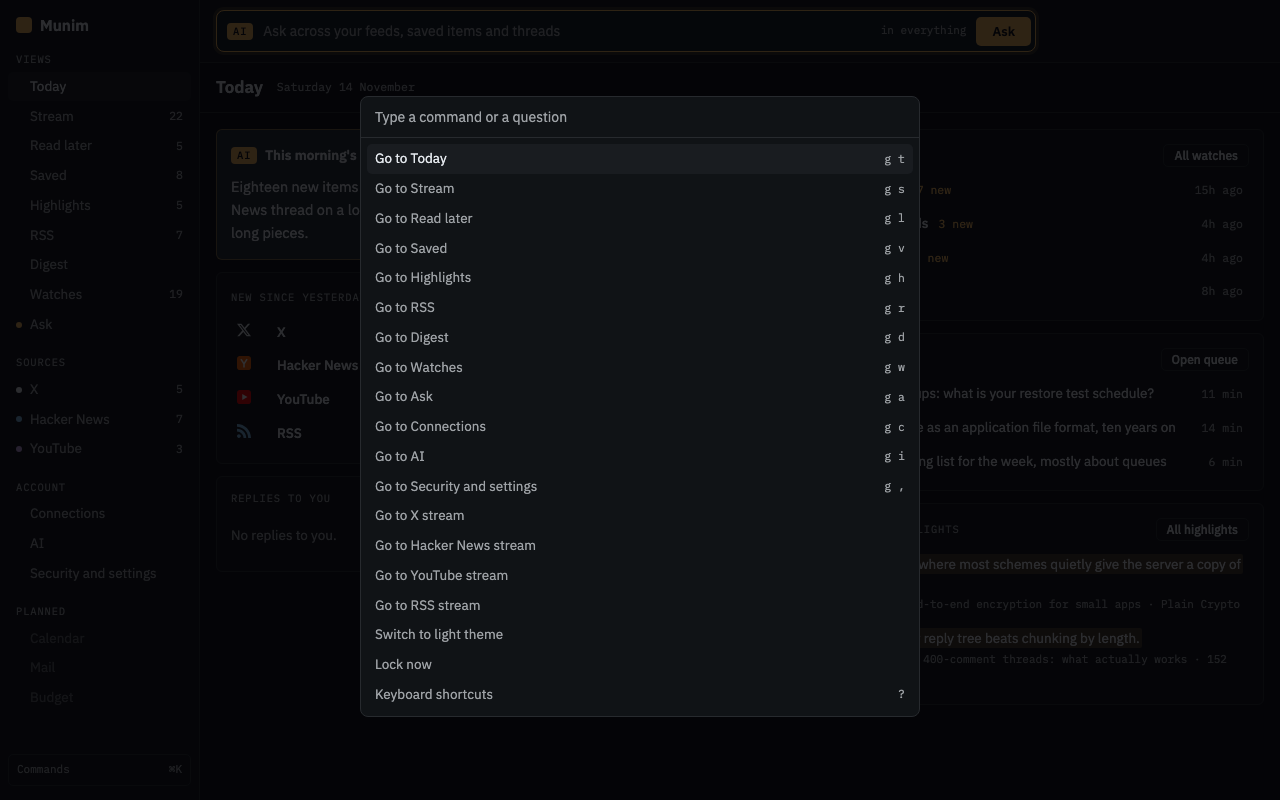 Munim
VIEWS
Today
Stream 22
Read later 5
Saved 8
Highlights 5
RSS 7
Digest
Watches 19
Ask
SOURCES
X 5
Hacker News 7
YouTube 3
ACCOUNT
Connections
AI
Security and settings
PLANNED
Calendar
Mail
Budget
Commands ⌘K
AI Ask across your feeds, saved items and threads in everything Ask
Today Saturday 14 November
AI This morning's
Eighteen new items
News thread on a lo
long pieces.
NEW SINCE YESTERDA
X
Hacker News
YouTube
RSS
REPLIES TO YOU
No replies to you.
Type a command or a question
Go to Today g t
Go to Stream g s
Go to Read later g l
Go to Saved g v
Go to Highlights g h
Go to RSS g r
Go to Digest g d
Go to Watches g w
Go to Ask g a
Go to Connections g c
Go to AI g i
Go to Security and settings g ,
Go to X stream
Go to Hacker News stream
Go to YouTube stream
Go to RSS stream
Switch to light theme
Lock now
Keyboard shortcuts ?
All watches
new 15h ago
3 new 4h ago
new 4h ago
8h ago
Open queue
ps: what is your restore test schedule? 11 min
e as an application file format, ten years on 14 min
ng list for the week, mostly about queues 6 min
LIGHTS All highlights
where most schemes quietly give the server a copy of
d-to-end encryption for small apps · Plain Crypto
reply tree beats chunking by length.
400-comment threads: what actually works · 152